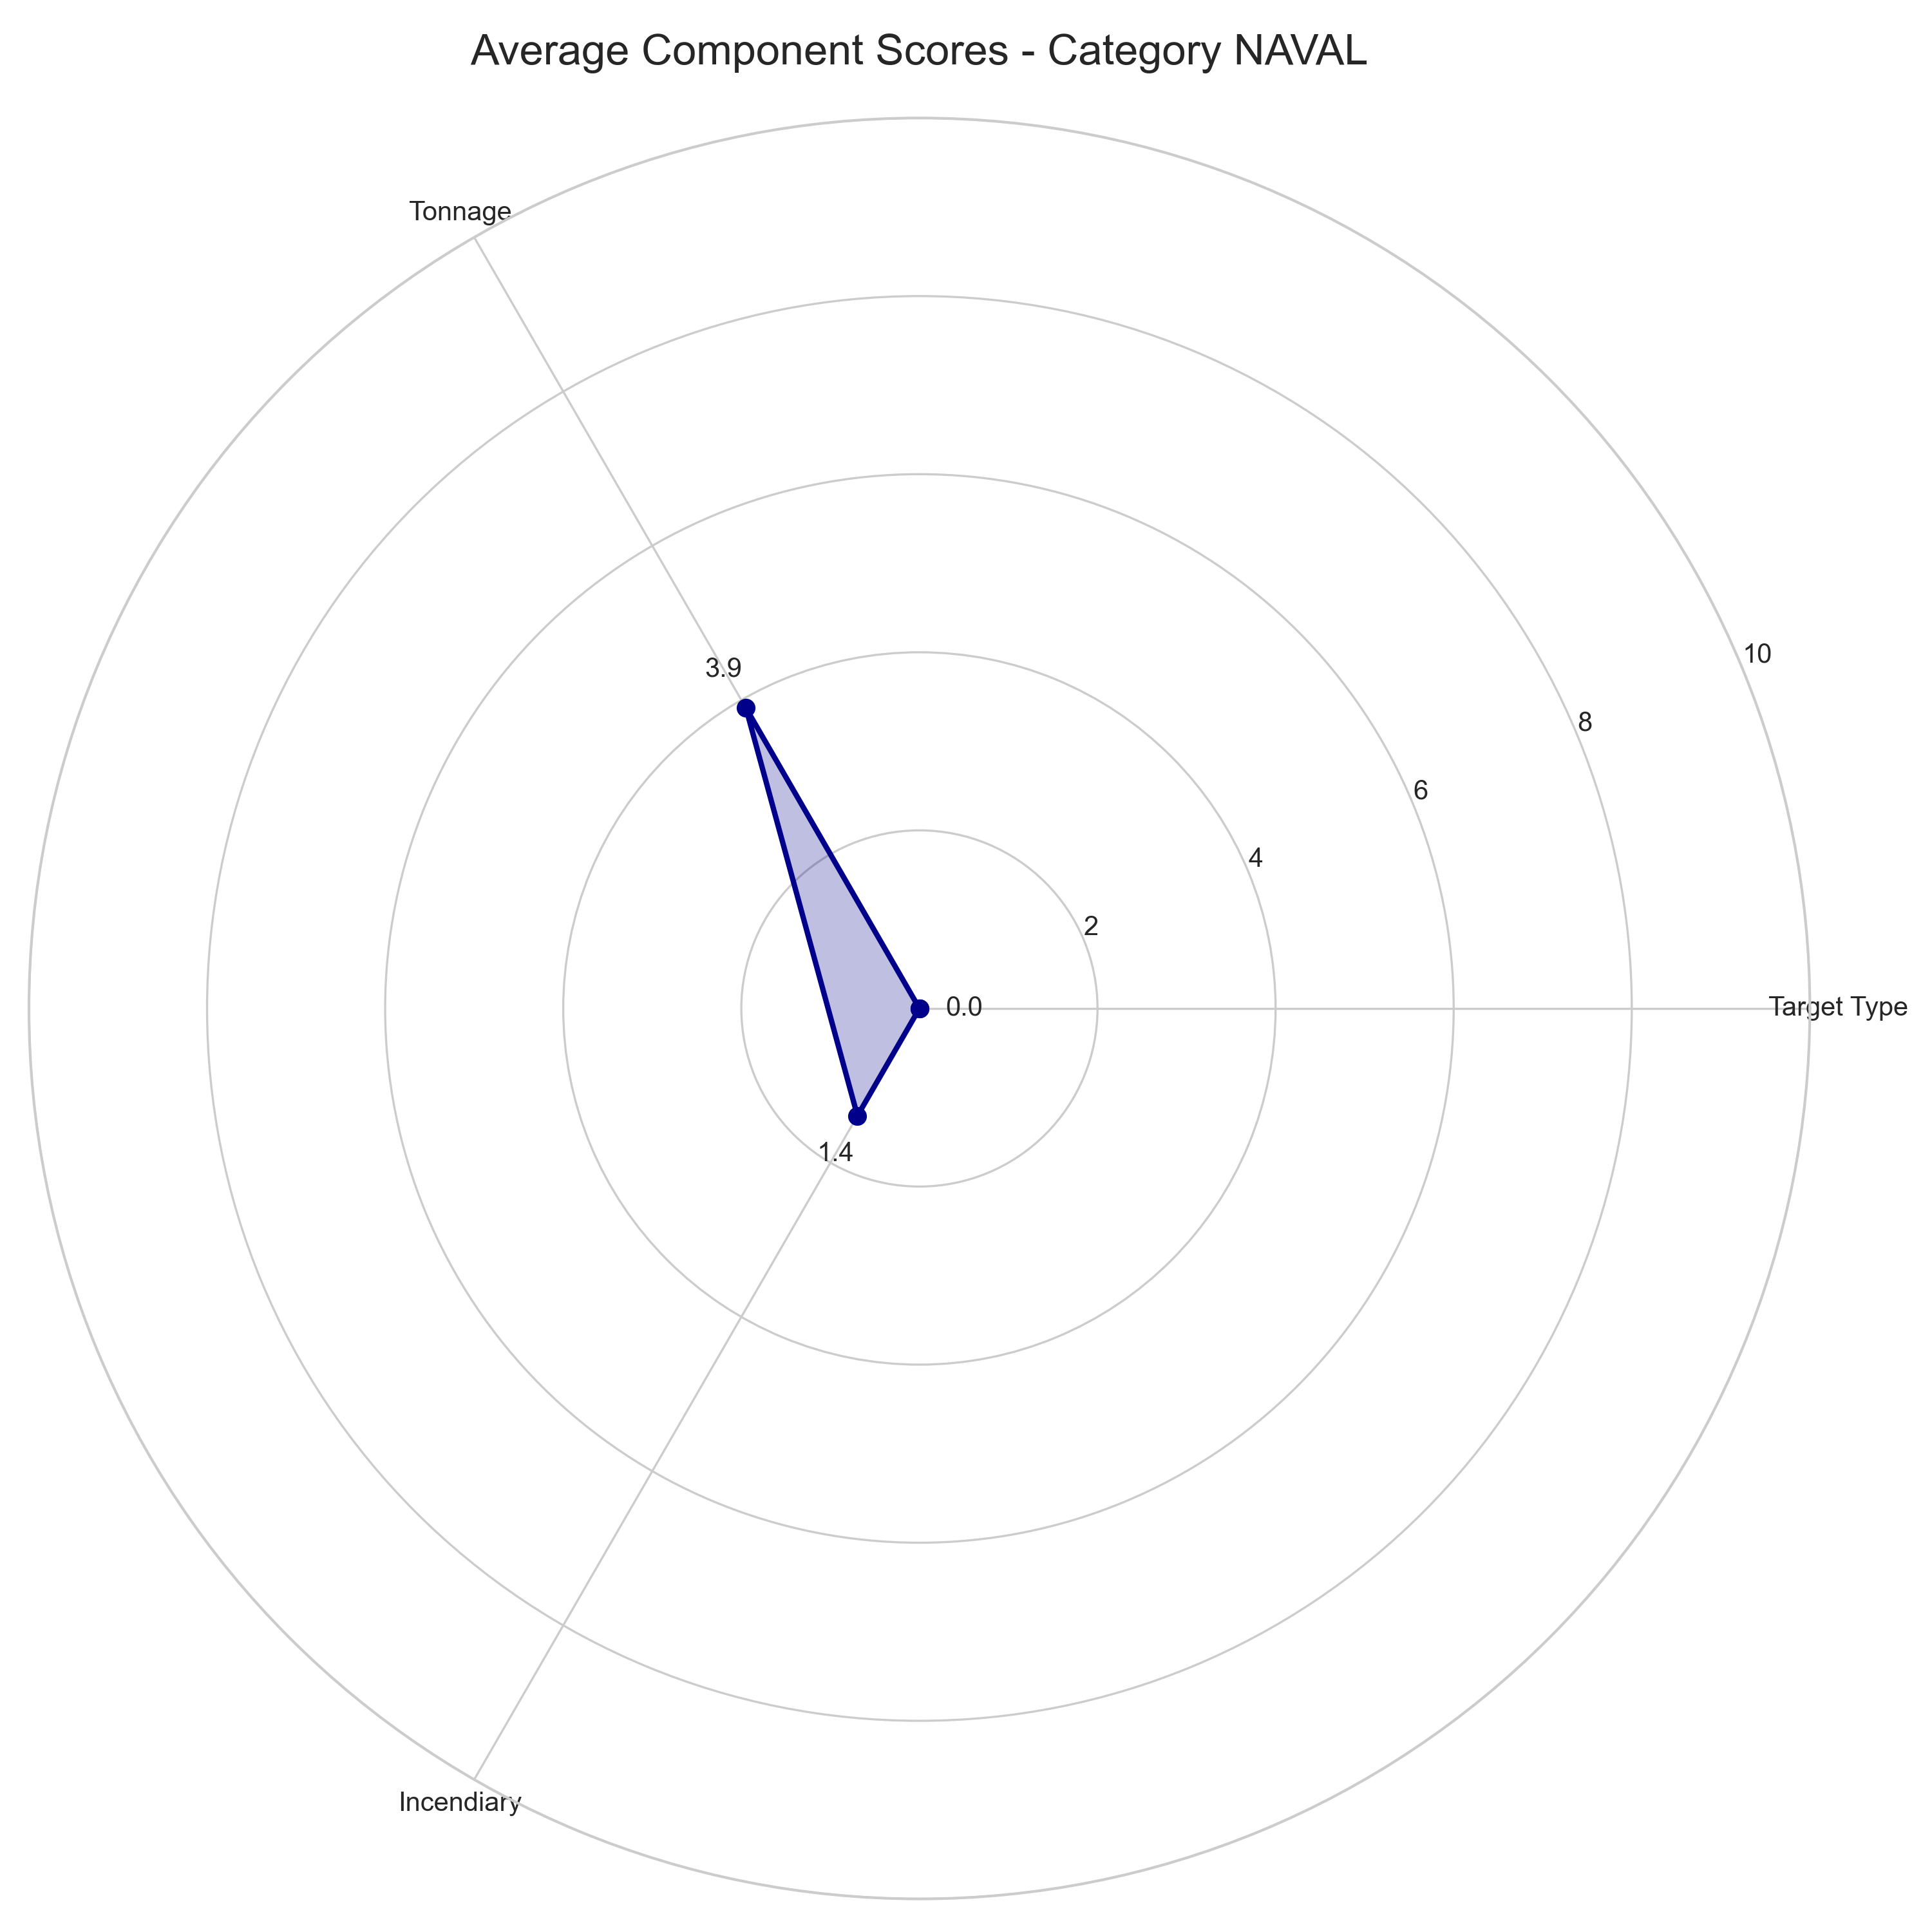 Average Component Scores - Category NAVAL
Tonnage
10
3.9
8
6
4
2
0.0
Target Type
1.4
Incendiary